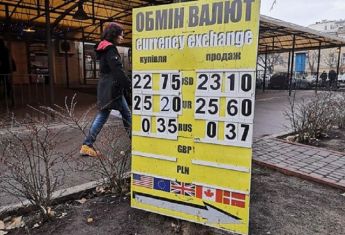 ОБМІН ВАЛЮТ
currency exchange
купівля продаж
22 75 USD 23 10
25 20 EUR 25 60
0 35 RUS 0 37
GBP
PLN